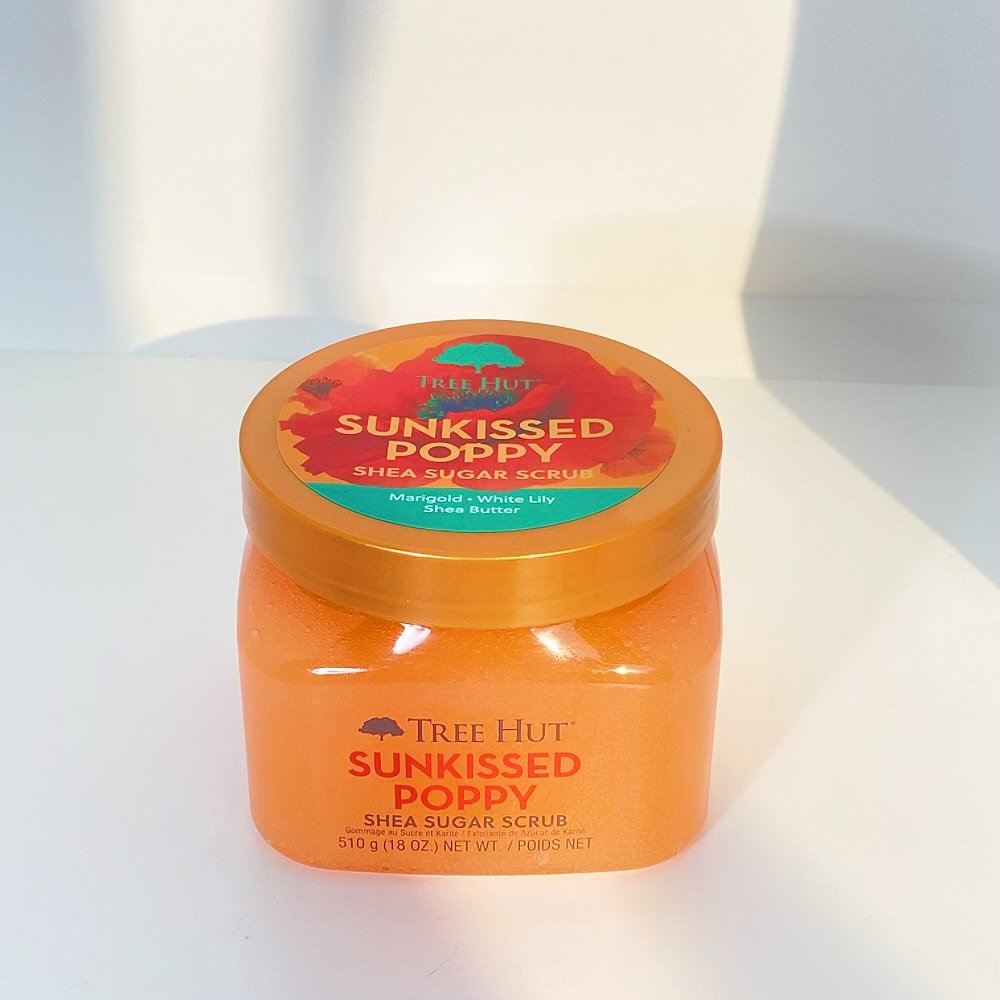 TREE HUT
SUNKISSED
POPPY
SHEA SUGAR SCRUB
Marigold • White Lily
Shea Butter
TREE HUT®
SUNKISSED
POPPY
SHEA SUGAR SCRUB
Gommage au Sucre et Karité / Exfoliante de Azúcar de Karité
510 g (18 OZ.) NET WT. / POIDS NET